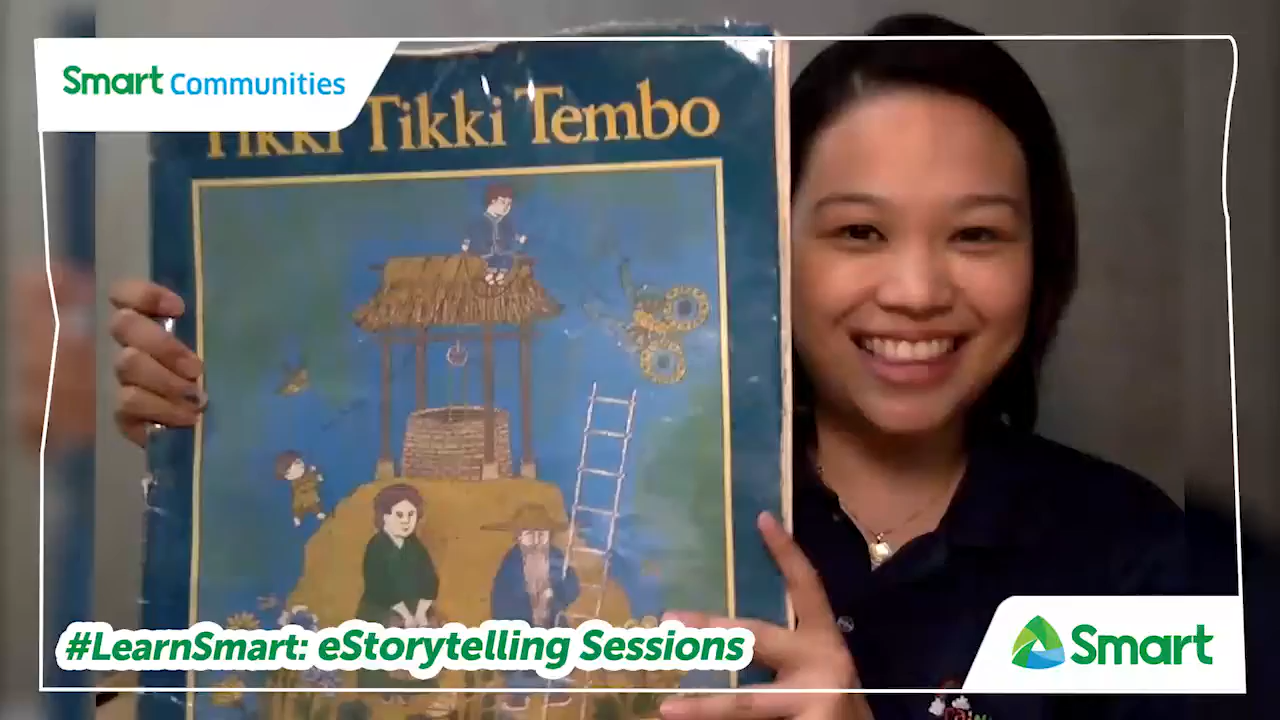 Smart Communities
Tikki Tikki Tembo
#LearnSmart: eStorytelling Sessions
Smart